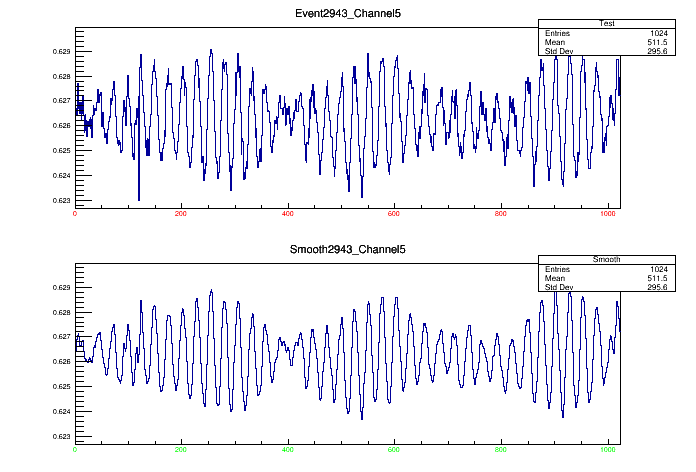 Event2943_Channel5
Test
Entries 1024
Mean 511.5
Std Dev 295.6
0.629
0.628
0.627
0.626
0.625
0.624
0.623
0 200 400 600 800 1000
Smooth2943_Channel5
Smooth
Entries 1024
Mean 511.5
Std Dev 295.6
0.629
0.628
0.627
0.626
0.625
0.624
0.623
0 200 400 600 800 1000